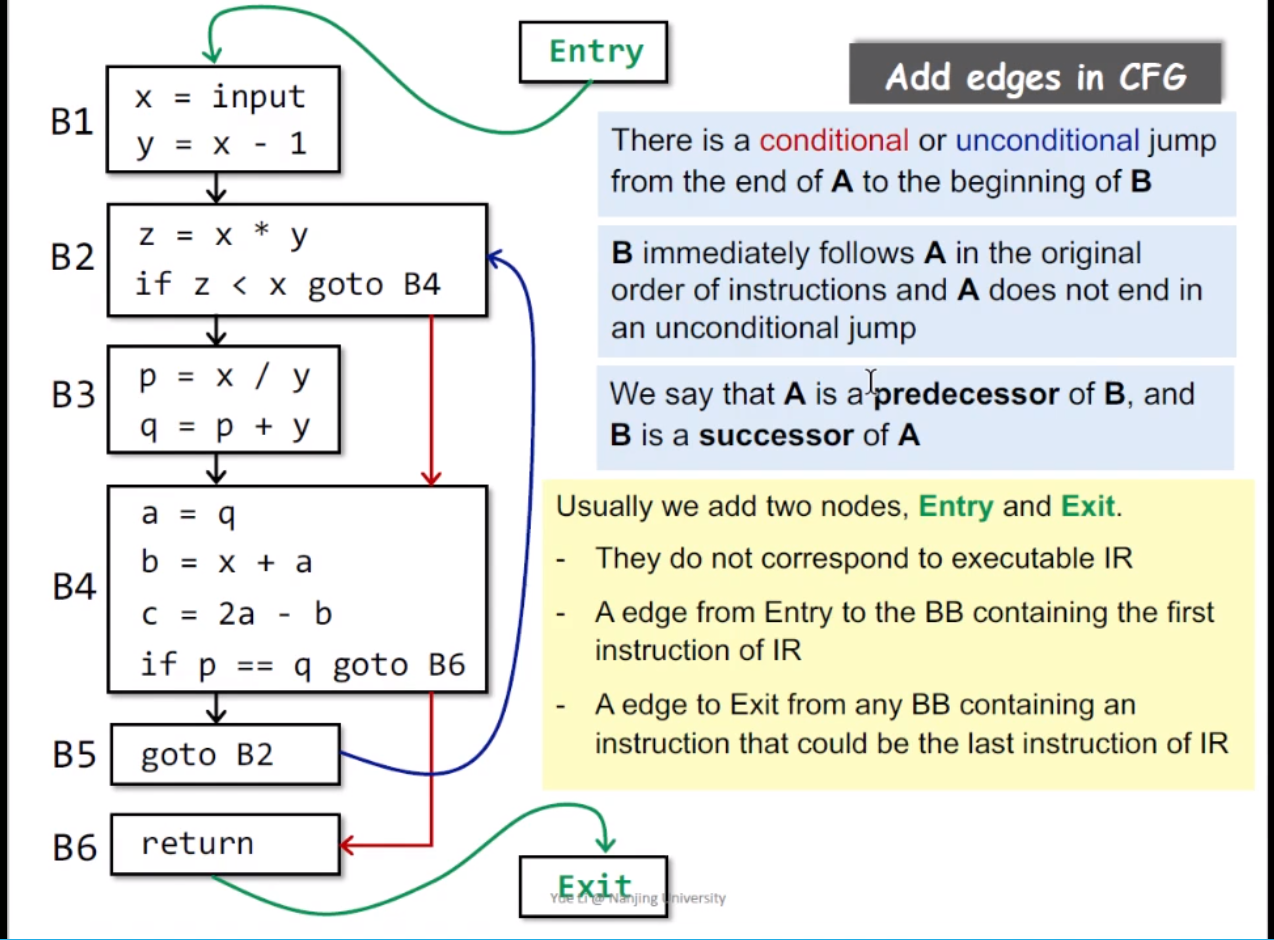 Entry
Add edges in CFG
B1
x = input
y = x - 1
There is a conditional or unconditional jump
from the end of A to the beginning of B
B2
z = x * y
if z < x goto B4
B immediately follows A in the original
order of instructions and A does not end in
an unconditional jump
B3
p = x / y
q = p + y
We say that A is a predecessor of B, and
B is a successor of A
B4
a = q
b = x + a
c = 2a - b
if p == q goto B6
Usually we add two nodes, Entry and Exit.
- They do not correspond to executable IR
- A edge from Entry to the BB containing the first
instruction of IR
- A edge to Exit from any BB containing an
instruction that could be the last instruction of IR
B5
goto B2
B6
return
Exit
Yue Li @ Nanjing University